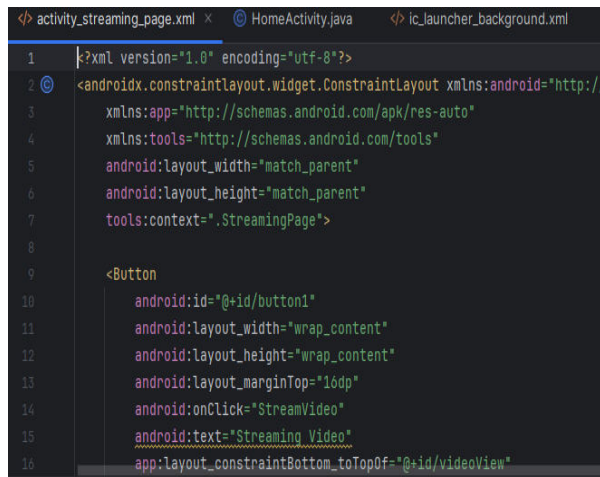 activity_streaming_page.xml × HomeActivity.java ic_launcher_background.xml
1 <?xml version="1.0" encoding="utf-8"?>
2 <androidx.constraintlayout.widget.ConstraintLayout xmlns:android="http:/
3 xmlns:app="http://schemas.android.com/apk/res-auto"
4 xmlns:tools="http://schemas.android.com/tools"
5 android:layout_width="match_parent"
6 android:layout_height="match_parent"
7 tools:context=".StreamingPage">
8
9 <Button
10 android:id="@+id/button1"
11 android:layout_width="wrap_content"
12 android:layout_height="wrap_content"
13 android:layout_marginTop="16dp"
14 android:onClick="StreamVideo"
15 android:text="Streaming Video"
16 app:layout_constraintBottom_toTopOf="@+id/videoView"